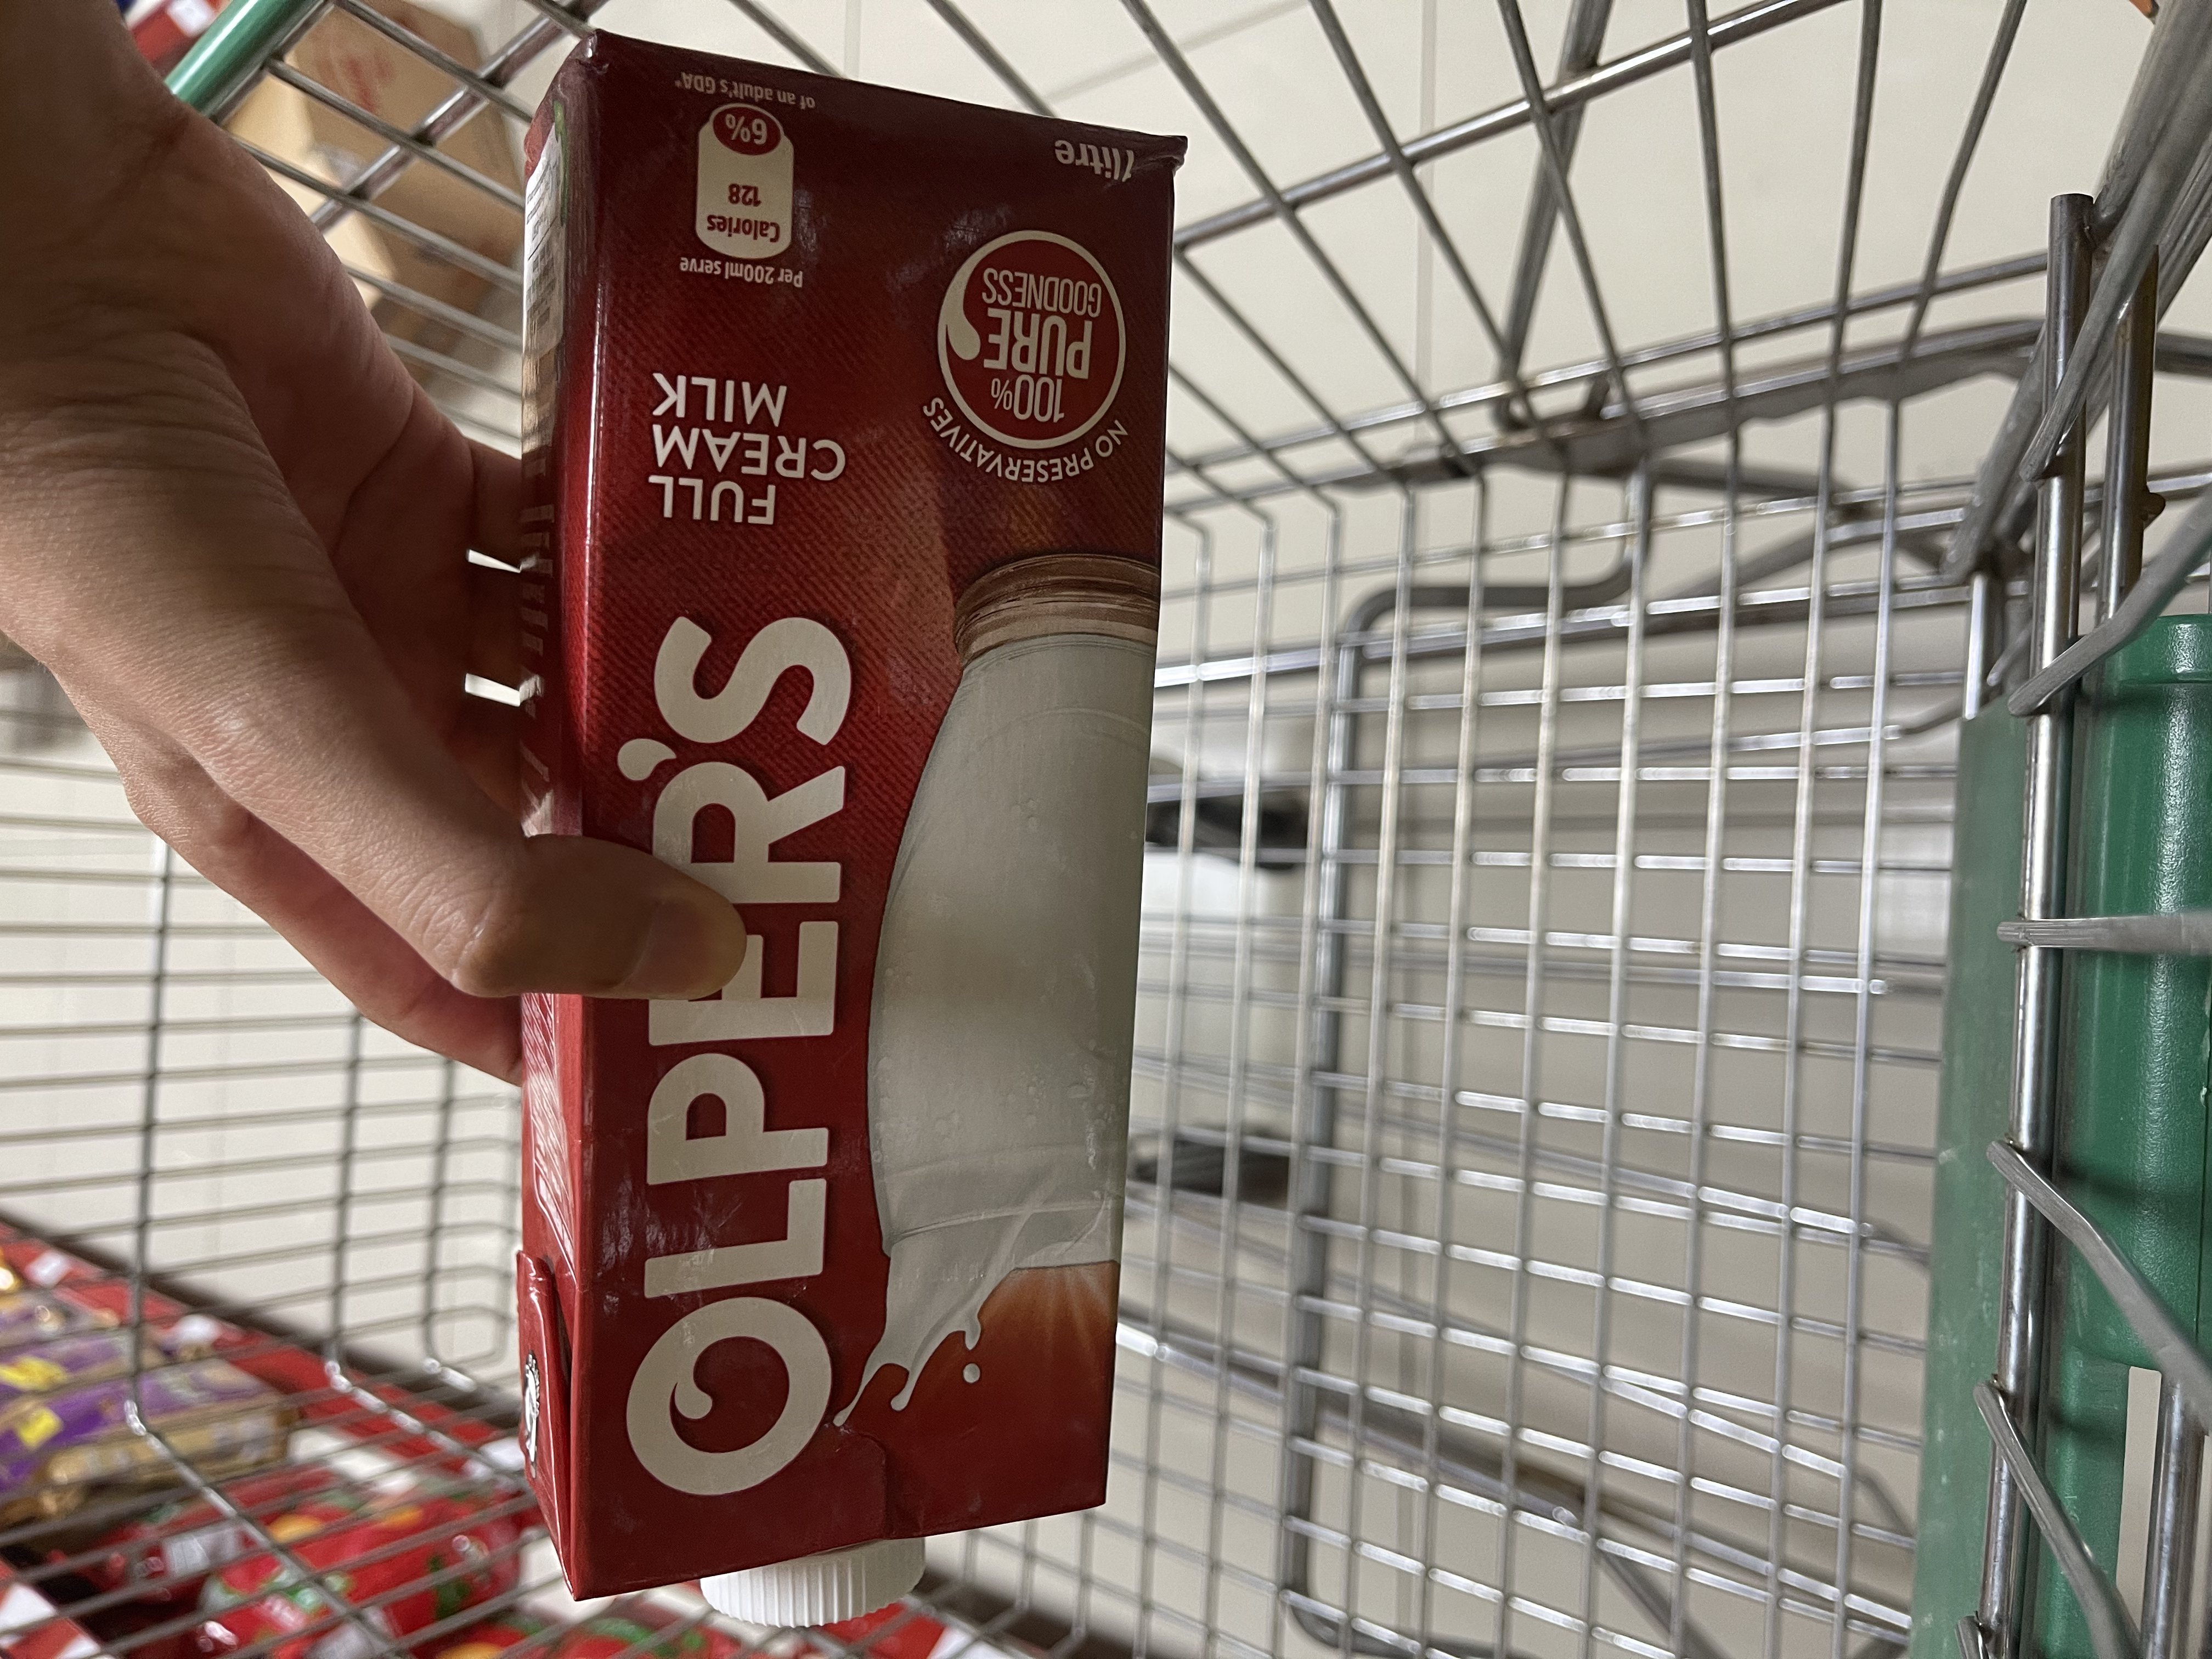 OLPER'S
FULL
CREAM
MILK
Per 200ml serve
Calories
128
6%
of an adult's GDA*
NO PRESERVATIVES
100%
PURE
GOODNESS
1litre